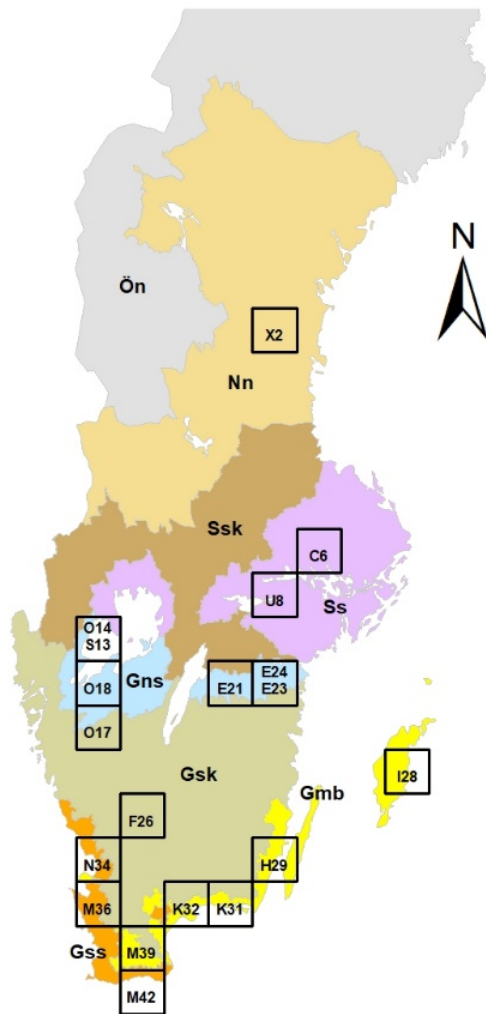 N
Ön
X2
Nn
Ssk
C6
U8
Ss
O14
S13
Gns
E24
O18
E21
E23
O17
Gsk
I28
Gmb
F26
N34
H29
M36
K32
K31
Gss
M39
M42